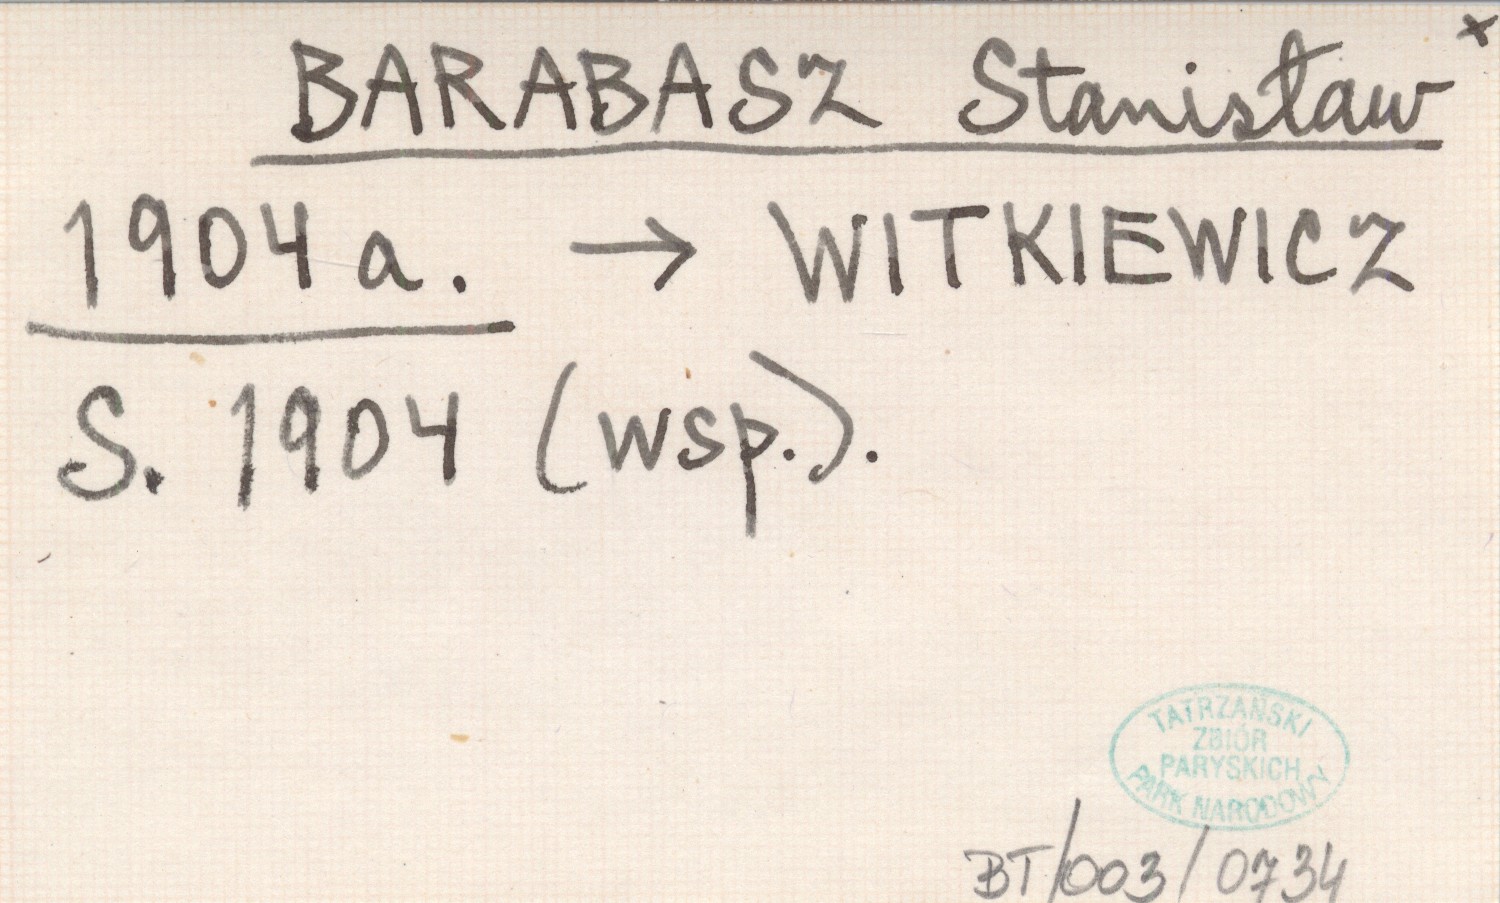 BARABASZ Stanisław x
1904 a. → WITKIEWICZ
S. 1904 (wsp.).
TATRZAŃSKI
ZBIÓR
PARYSKICH
PARK NARODOWY
BT/003/0734